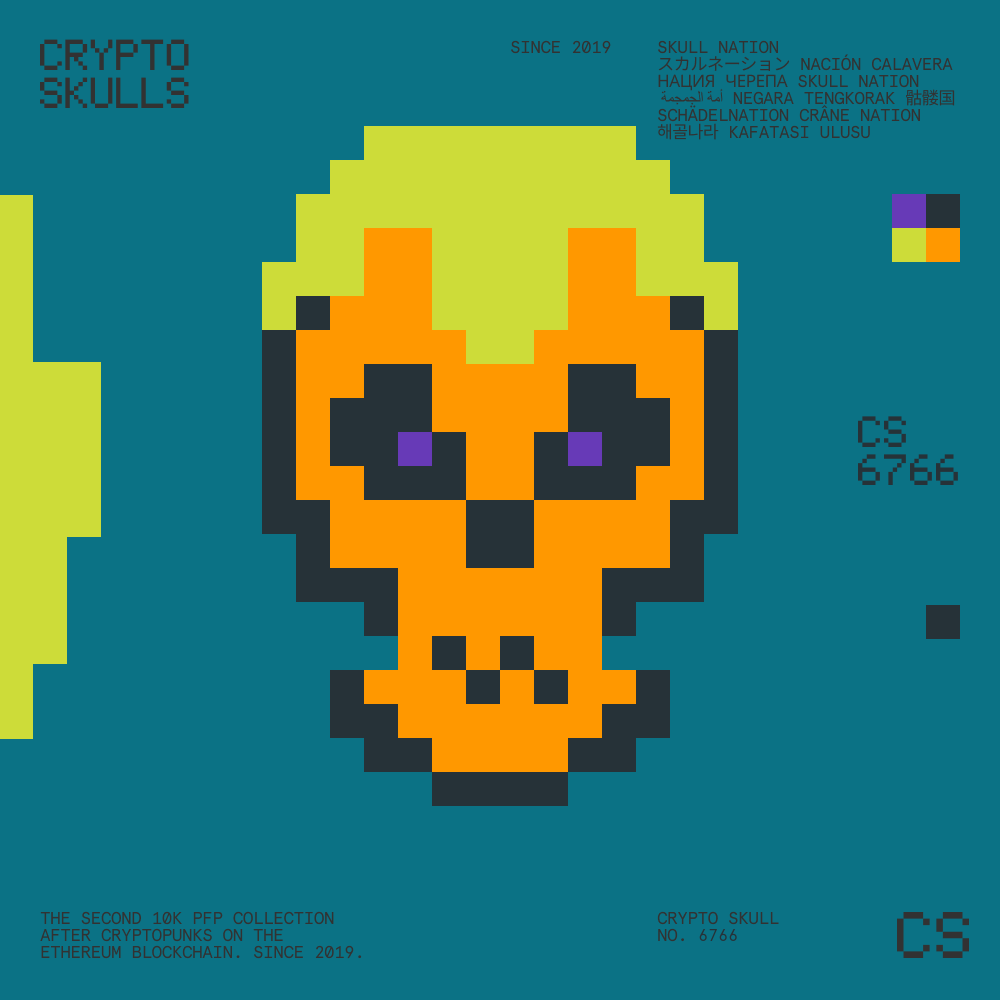 CRYPTO
SKULLS
SINCE 2019
SKULL NATION
スカルネーション NACIÓN CALAVERA
НАЦИЯ ЧЕРЕПА SKULL NATION
أمة الجمجمة NEGARA TENGKORAK 骷髅国
SCHÄDELNATION CRÂNE NATION
해골나라 KAFATASI ULUSU
CS
6766
THE SECOND 10K PFP COLLECTION
AFTER CRYPTOPUNKS ON THE
ETHEREUM BLOCKCHAIN. SINCE 2019.
CRYPTO SKULL
NO. 6766
CS